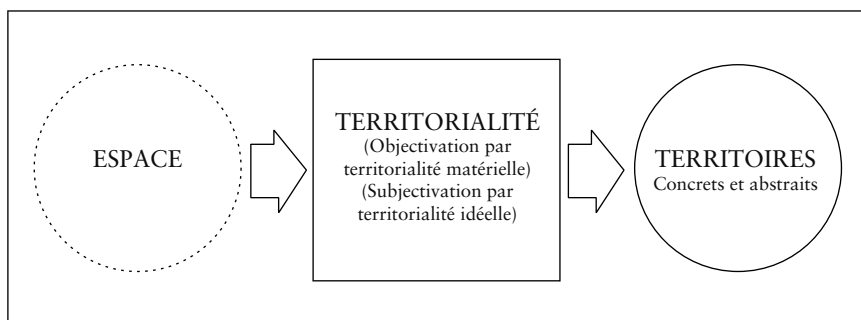 ESPACE
TERRITORIALITÉ
(Objectivation par
territorialité matérielle)
(Subjectivation par
territorialité idéelle)
TERRITOIRES
Concrets et abstraits